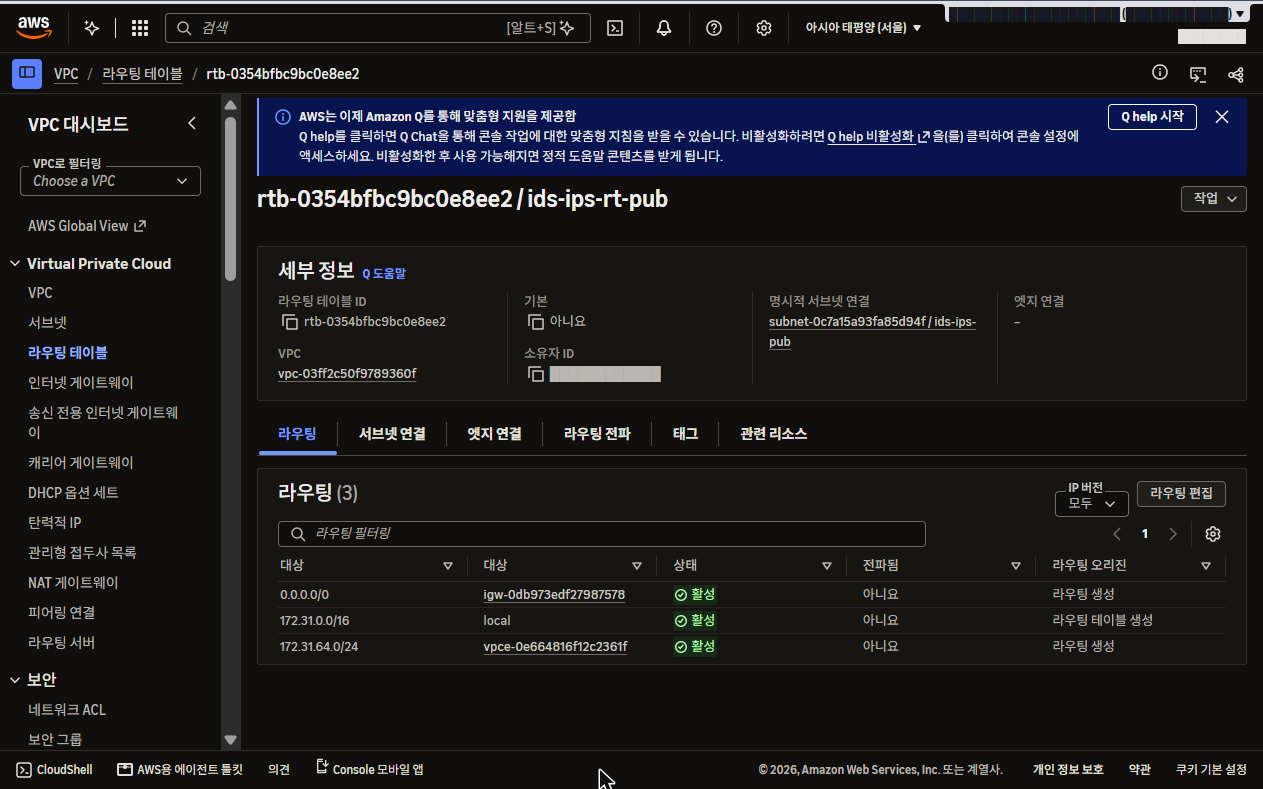 aws
검색
[알트+S]
아시아 태평양 (서울)
VPC / 라우팅 테이블 / rtb-0354bfbc9bc0e8ee2
VPC 대시보드
VPC로 필터링
Choose a VPC
AWS Global View
Virtual Private Cloud
VPC
서브넷
라우팅 테이블
인터넷 게이트웨이
송신 전용 인터넷 게이트웨
이
캐리어 게이트웨이
DHCP 옵션 세트
탄력적 IP
관리형 접두사 목록
NAT 게이트웨이
피어링 연결
라우팅 서버
보안
네트워크 ACL
보안 그룹
AWS는 이제 Amazon Q를 통해 맞춤형 지원을 제공함
Q help를 클릭하면 Q Chat을 통해 콘솔 작업에 대한 맞춤형 지침을 받을 수 있습니다. 비활성화하려면 Q help 비활성화 을(를) 클릭하여 콘솔 설정에
액세스하세요. 비활성화한 후 사용 가능해지면 정적 도움말 콘텐츠를 받게 됩니다.
Q help 시작
rtb-0354bfbc9bc0e8ee2 / ids-ips-rt-pub
작업
세부 정보 Q 도움말
라우팅 테이블 ID
rtb-0354bfbc9bc0e8ee2
VPC
vpc-03ff2c50f9789360f
기본
아니요
소유자 ID
명시적 서브넷 연결
subnet-0c7a15a93fa85d94f / ids-ips-
pub
엣지 연결
–
라우팅 서브넷 연결 엣지 연결 라우팅 전파 태그 관련 리소스
라우팅 (3)
IP 버전
모두
라우팅 편집
라우팅 필터링
1
대상 대상 상태 전파됨 라우팅 오리진
0.0.0.0/0 igw-0db973edf27987578 활성 아니요 라우팅 생성
172.31.0.0/16 local 활성 아니요 라우팅 테이블 생성
172.31.64.0/24 vpce-0e664816f12c2361f 활성 아니요 라우팅 생성
CloudShell AWS용 에이전트 툴킷 의견 Console 모바일 앱
© 2026, Amazon Web Services, Inc. 또는 계열사. 개인 정보 보호 약관 쿠키 기본 설정